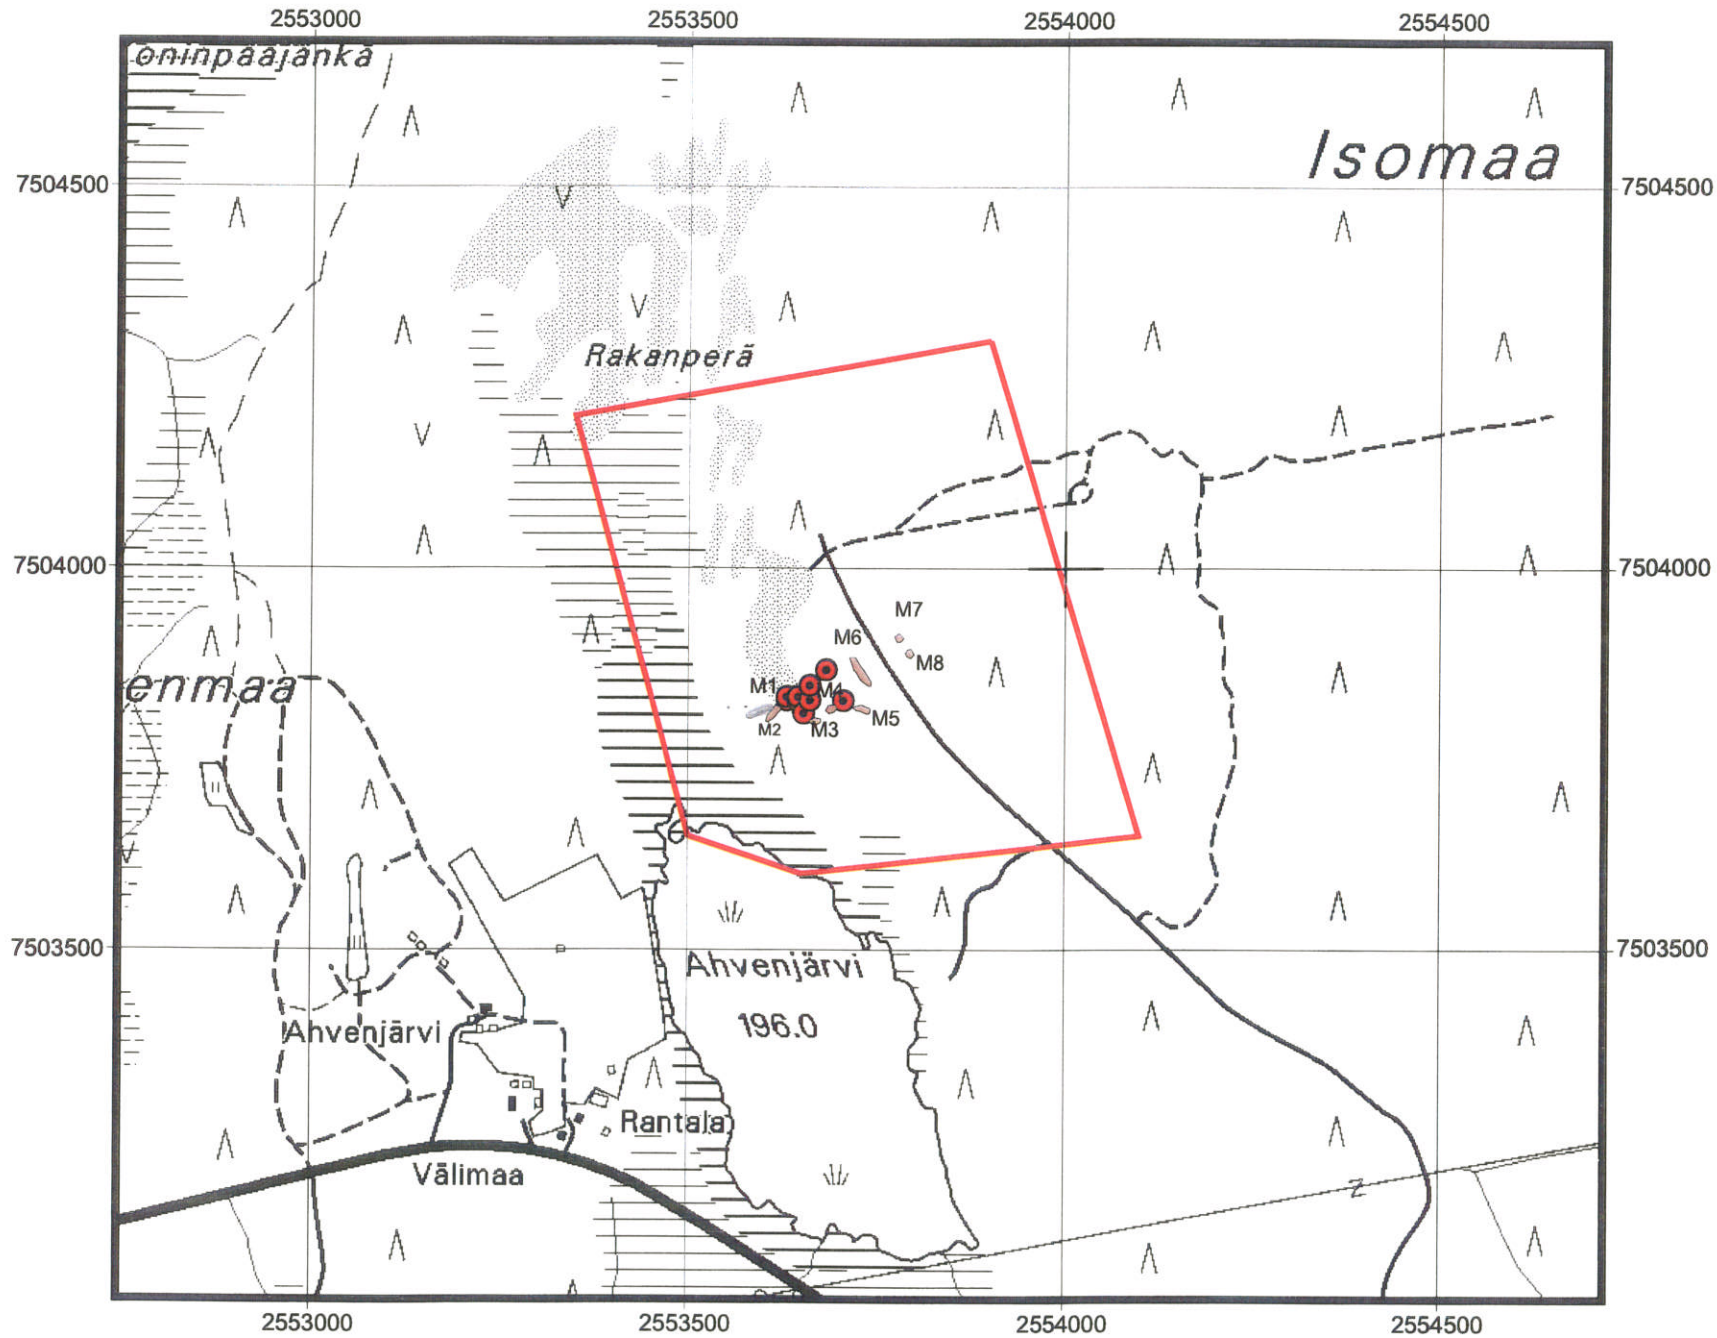 2553000 2553500 2554000 2554500
oninpääjänkä
Isomaa
7504500 7504500
Rakanperä
7504000 7504000
M7
M6
M8
enmaa
M1 M4
M5
M2 M3
7503500 7503500
Ahvenjärvi
196.0
Ahvenjärvi
Rantala
Välimaa
Z
2553000 2553500 2554000 2554500